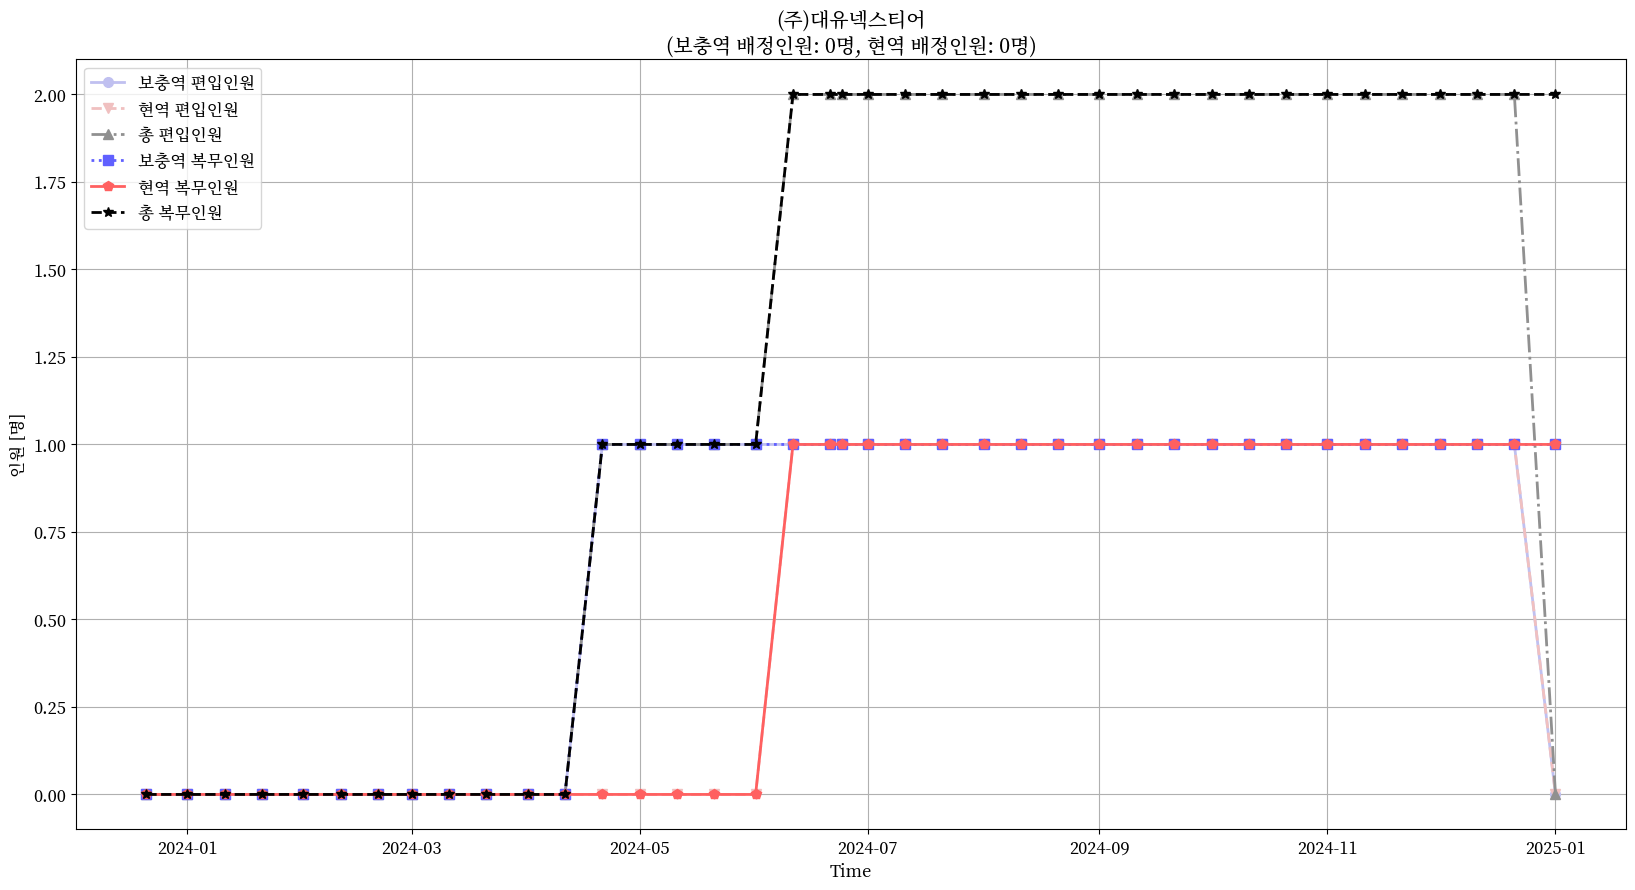 (주)대유넥스티어
(보충역 배정인원: 0명, 현역 배정인원: 0명)
보충역 편입인원
현역 편입인원
총 편입인원
보충역 복무인원
현역 복무인원
총 복무인원
인원 [명]
2.00
1.75
1.50
1.25
1.00
0.75
0.50
0.25
0.00
2024-01 2024-03 2024-05 2024-07 2024-09 2024-11 2025-01
Time